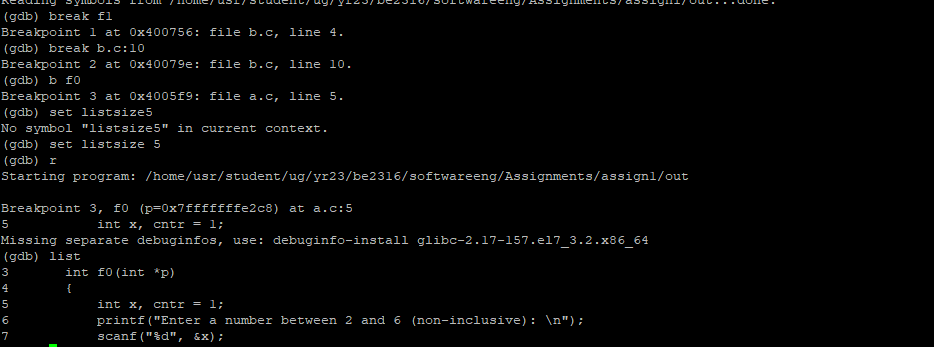 Reading symbols from /home/usr/student/ug/yr23/be2316/softwareeng/Assignments/assign1/out...done.
(gdb) break f1
Breakpoint 1 at 0x400756: file b.c, line 4.
(gdb) break b.c:10
Breakpoint 2 at 0x40079e: file b.c, line 10.
(gdb) b f0
Breakpoint 3 at 0x4005f9: file a.c, line 5.
(gdb) set listsize5
No symbol "listsize5" in current context.
(gdb) set listsize 5
(gdb) r
Starting program: /home/usr/student/ug/yr23/be2316/softwareeng/Assignments/assign1/out
Breakpoint 3, f0 (p=0x7fffffffe2c8) at a.c:5
5 int x, cntr = 1;
Missing separate debuginfos, use: debuginfo-install glibc-2.17-157.el7_3.2.x86_64
(gdb) list
3 int f0(int *p)
4 {
5 int x, cntr = 1;
6 printf("Enter a number between 2 and 6 (non-inclusive): \n");
7 scanf("%d", &x);